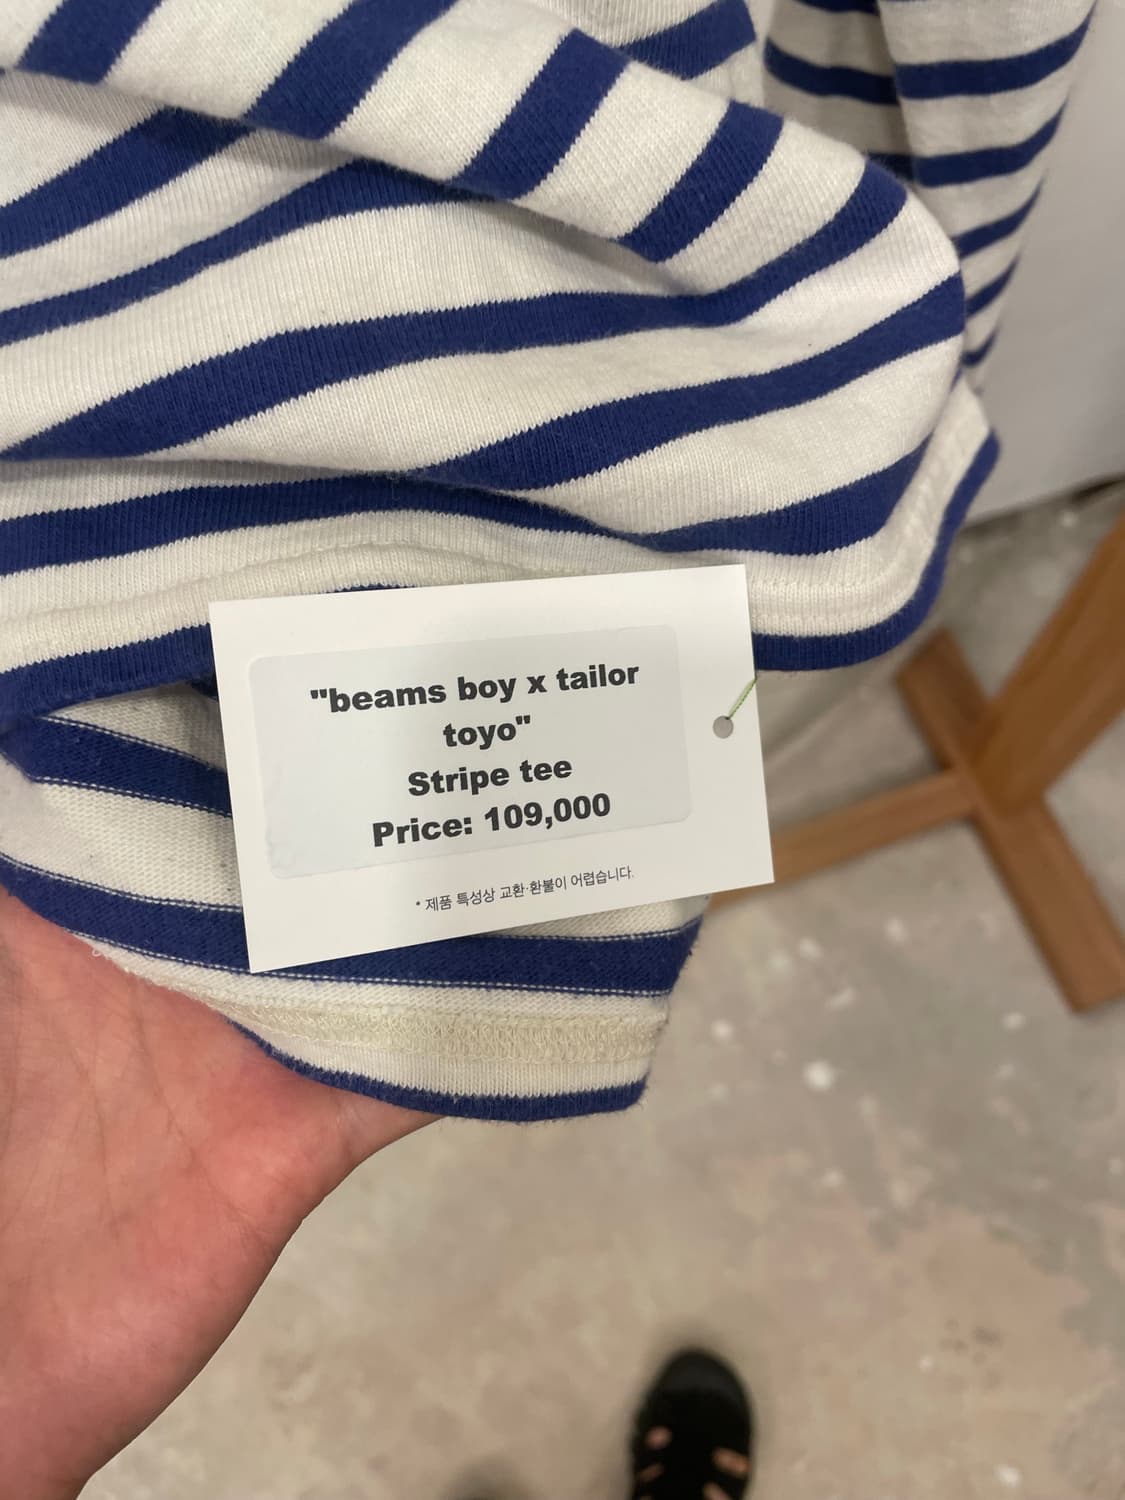 "beams boy x tailor
toyo"
Stripe tee
Price: 109,000
• 제품 특성상 교환·환불이 어렵습니다.